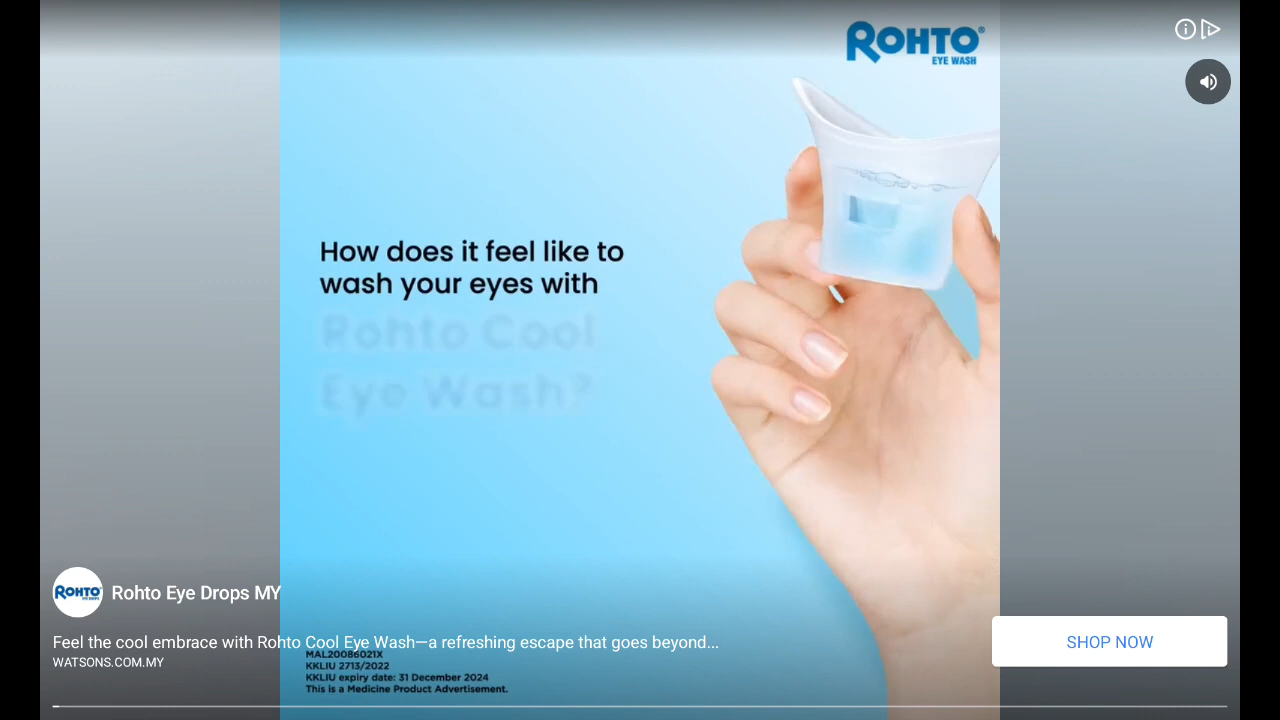 ROHTO®
EYE WASH
How does it feel like to
wash your eyes with
Rohto Cool
Eye Wash?
ROHTO
Rohto Eye Drops MY
Feel the cool embrace with Rohto Cool Eye Wash—a refreshing escape that goes beyond...
WATSONS.COM.MY
SHOP NOW
MAL20086021X
KKLIU 2713/2022
KKLIU expiry date: 31 December 2024
This is a Medicine Product Advertisement.